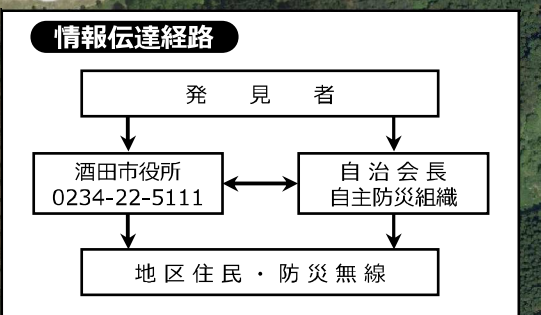 情報伝達経路
発見者
酒田市役所
0234-22-5111
自治会長
自主防災組織
地区住民・防災無線